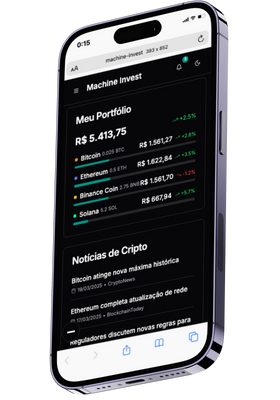 0:15
AA machine-invest 393 x 852
Machine Invest
Meu Portfólio
R$ 5.413,75 +2.5%
Bitcoin 0.025 BTC R$ 1.561,27 +2.8%
Ethereum 0.5 ETH R$ 1.622,84 +3.5%
Binance Coin 2.75 BNB R$ 1.561,70 -1.2%
Solana 5.2 SOL R$ 667,94 +5.7%
Notícias de Cripto
Bitcoin atinge nova máxima histórica
19/03/2025 • CryptoNews
Ethereum completa atualização de rede
17/03/2025 • BlockchainToday
Reguladores discutem novas regras para